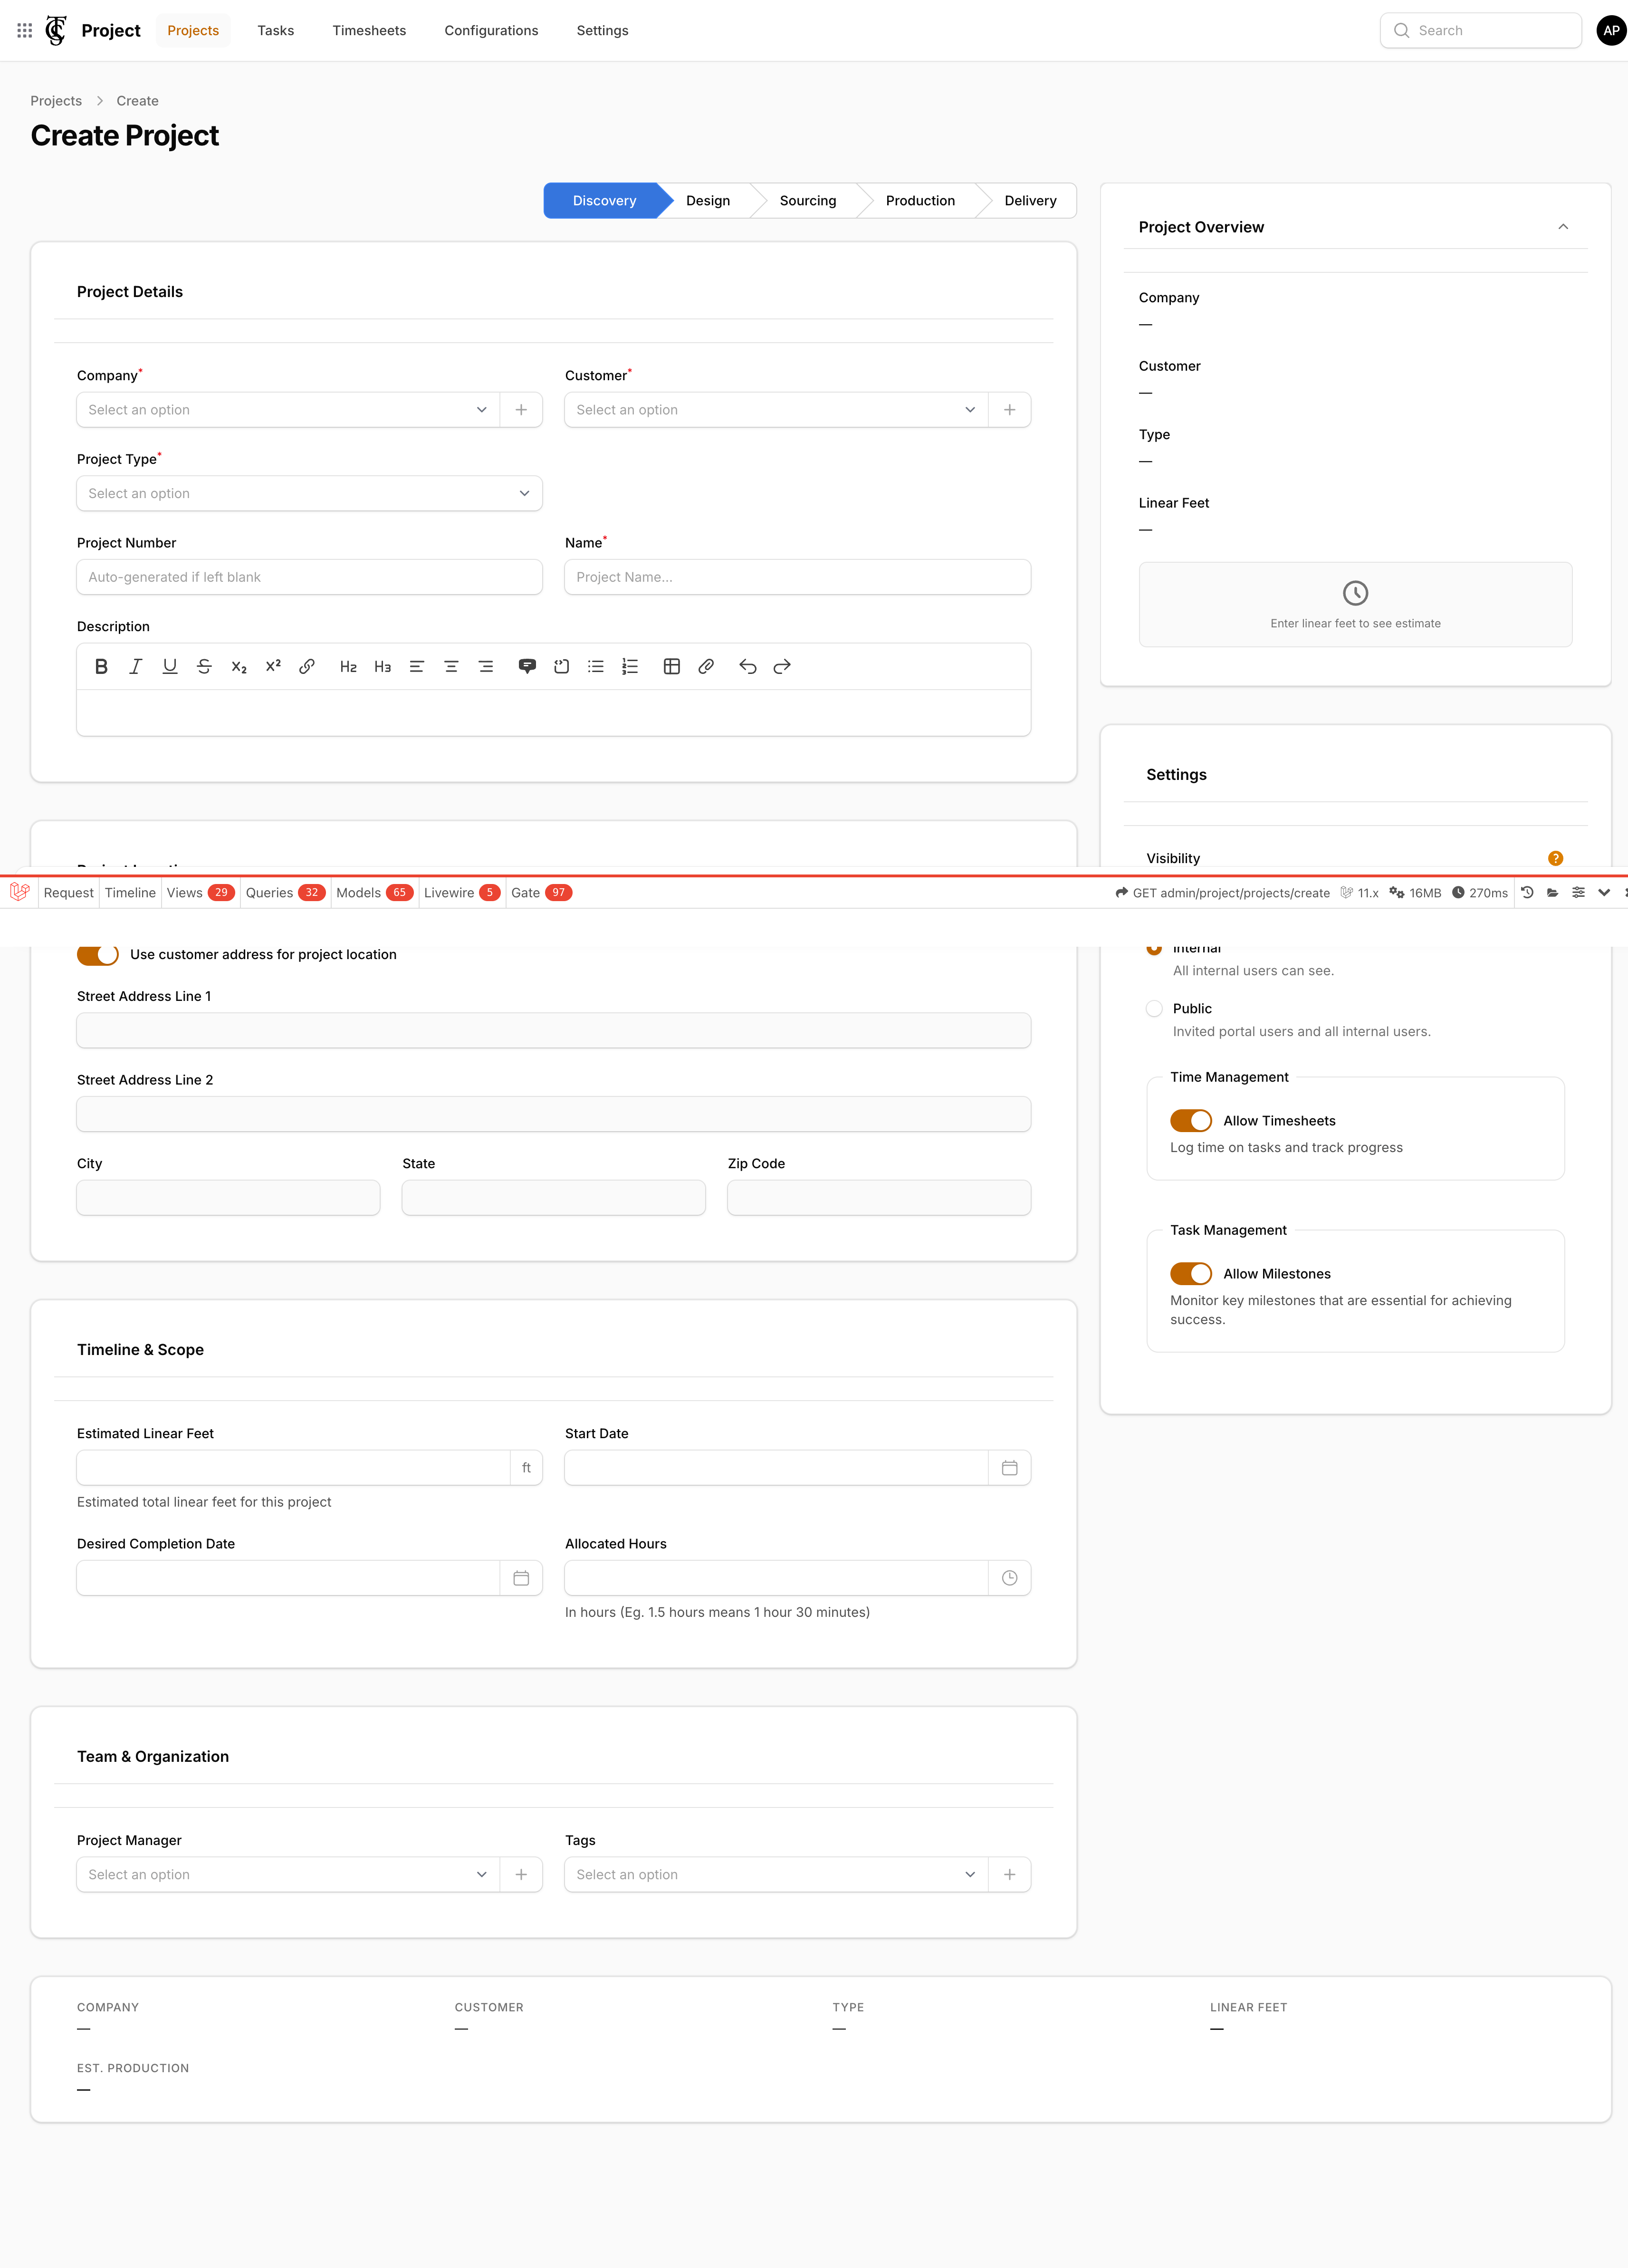 Project
Projects
Tasks
Timesheets
Configurations
Settings
Search
AP
Projects > Create
Create Project
Discovery
Design
Sourcing
Production
Delivery
Project Details
Company*
Customer*
Select an option
Select an option
Project Type*
Select an option
Project Number
Name*
Auto-generated if left blank
Project Name...
Description
H2 H3
Project Overview
Company
—
Customer
—
Type
—
Linear Feet
—
Enter linear feet to see estimate
Settings
Visibility
?
Request
Timeline
Views 29
Queries 32
Models 65
Livewire 5
Gate 97
GET admin/project/projects/create
11.x
16MB
270ms
Use customer address for project location
Street Address Line 1
Street Address Line 2
City
State
Zip Code
Internal
All internal users can see.
Public
Invited portal users and all internal users.
Time Management
Allow Timesheets
Log time on tasks and track progress
Task Management
Allow Milestones
Monitor key milestones that are essential for achieving
success.
Timeline & Scope
Estimated Linear Feet
Start Date
ft
Estimated total linear feet for this project
Desired Completion Date
Allocated Hours
In hours (Eg. 1.5 hours means 1 hour 30 minutes)
Team & Organization
Project Manager
Tags
Select an option
Select an option
COMPANY
—
CUSTOMER
—
TYPE
—
LINEAR FEET
—
EST. PRODUCTION
—